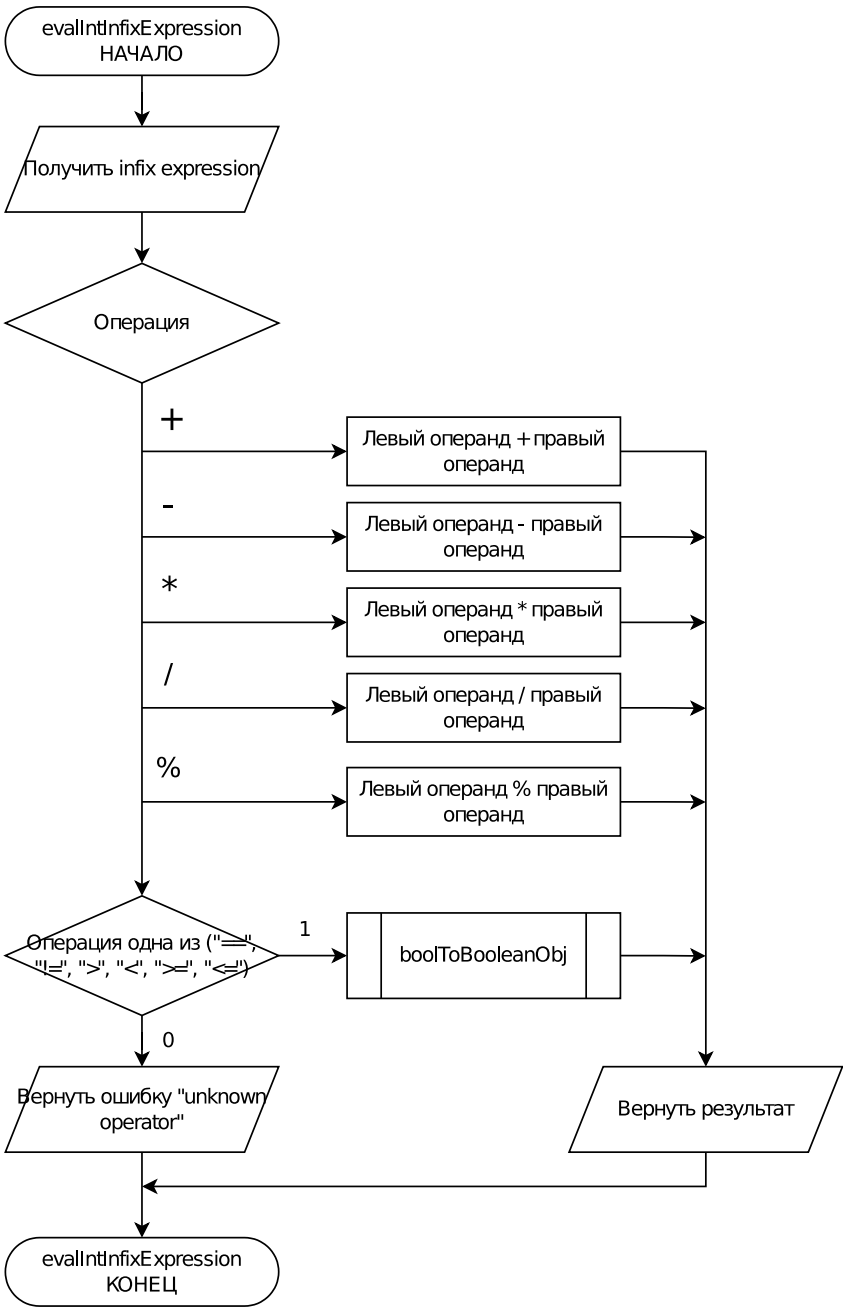 evalIntInfixExpression
НАЧАЛО
Получить infix expression
Операция
+
Левый операнд + правый
операнд
-
Левый операнд - правый
операнд
*
Левый операнд * правый
операнд
/
Левый операнд / правый
операнд
%
Левый операнд % правый
операнд
Операция одна из ("==",
"!=", ">", "<", ">=", "<=")
1
boolToBooleanObj
0
Вернуть ошибку "unknown
operator"
Вернуть результат
evalIntInfixExpression
КОНЕЦ